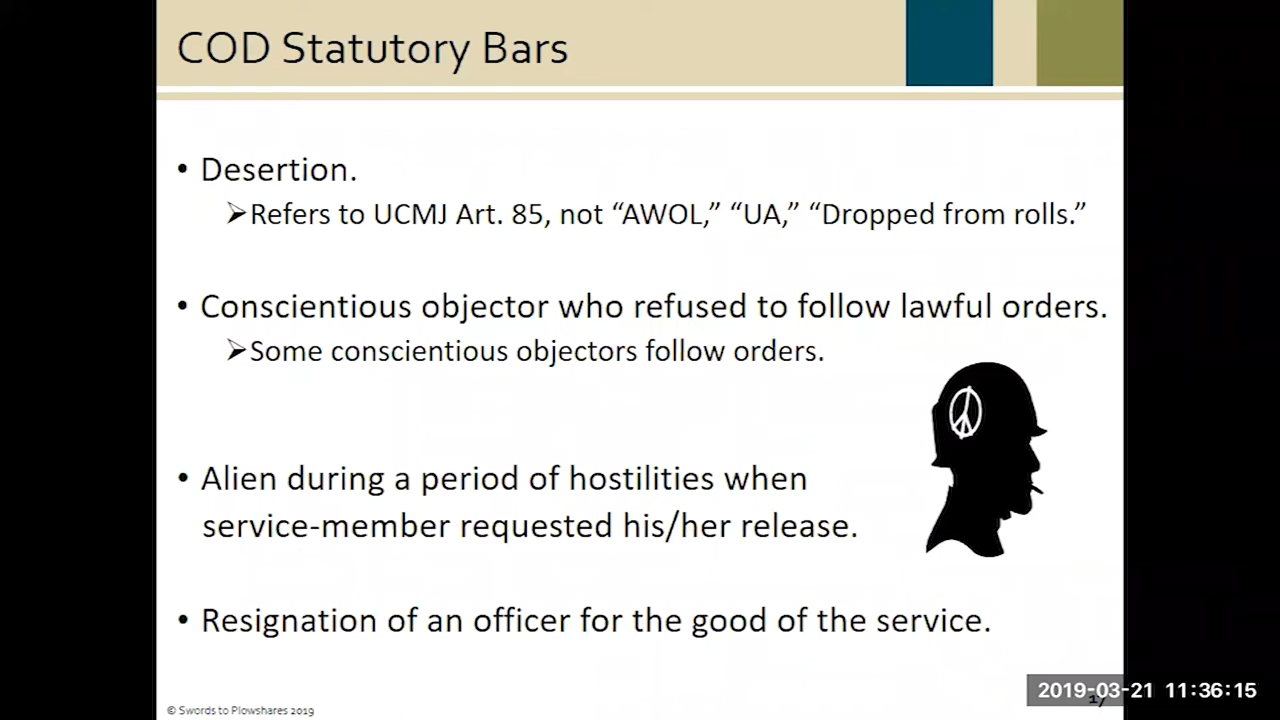 COD Statutory Bars
• Desertion.
➢Refers to UCMJ Art. 85, not “AWOL,” “UA,” “Dropped from rolls.”
• Conscientious objector who refused to follow lawful orders.
➢Some conscientious objectors follow orders.
• Alien during a period of hostilities when
service-member requested his/her release.
• Resignation of an officer for the good of the service.
© Swords to Plowshares 2019
2019-03-21 11:36:15